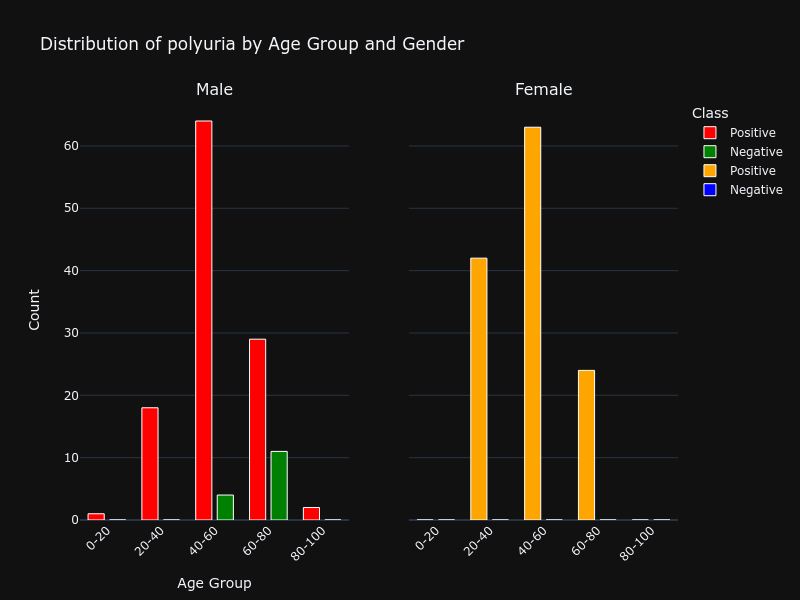 Distribution of polyuria by Age Group and Gender
Male
Female
Class
Positive
Negative
Positive
Negative
60
50
40
30
20
10
0
Count
0-20
20-40
40-60
60-80
80-100
0-20
20-40
40-60
60-80
80-100
Age Group